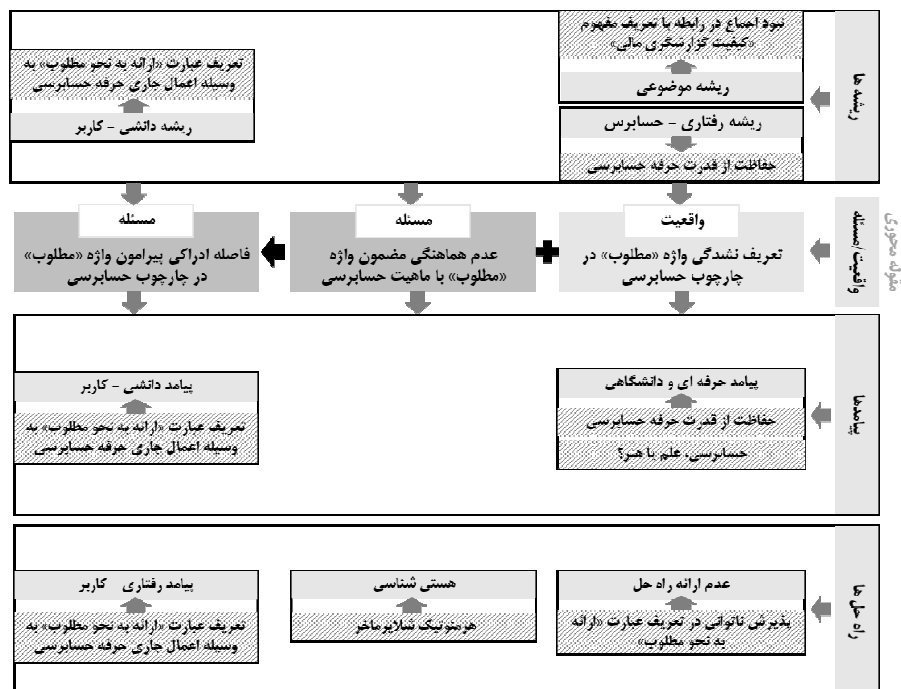 ریشه ها
نبود اجماع در رابطه با تعریف مفهوم
«کیفیت گزارشگری مالی»
ریشه موضوعی
ریشه رفتاری - حسابرس
حفاظت از قدرت حرفه حسابرسی
تعریف عبارت «ارائه به نحو مطلوب» به
وسیله اعمال جاری حرفه حسابرسی
ریشه دانشی - کاربر
مقوله محوری
واقعیت/مسئله
واقعیت
تعریف نشدگی واژه «مطلوب» در
چارچوب حسابرسی
مسئله
عدم هماهنگی مضمون واژه
«مطلوب» با ماهیت حسابرسی
مسئله
فاصله ادراکی پیرامون واژه «مطلوب»
در چارچوب حسابرسی
پیامدها
پیامد حرفه ای و دانشگاهی
حفاظت از قدرت حرفه حسابرسی
حسابرسی، علم یا هنر؟
پیامد دانشی - کاربر
تعریف عبارت «ارائه به نحو مطلوب» به
وسیله اعمال جاری حرفه حسابرسی
راه حل ها
عدم ارائه راه حل
پذیرش ناتوانی در تعریف عبارت «ارائه
به نحو مطلوب»
هستی شناسی
هرمنوتیک شلایرماخر
پیامد رفتاری کاربر
تعریف عبارت «ارائه به نحو مطلوب» به
وسیله اعمال جاری حرفه حسابرسی